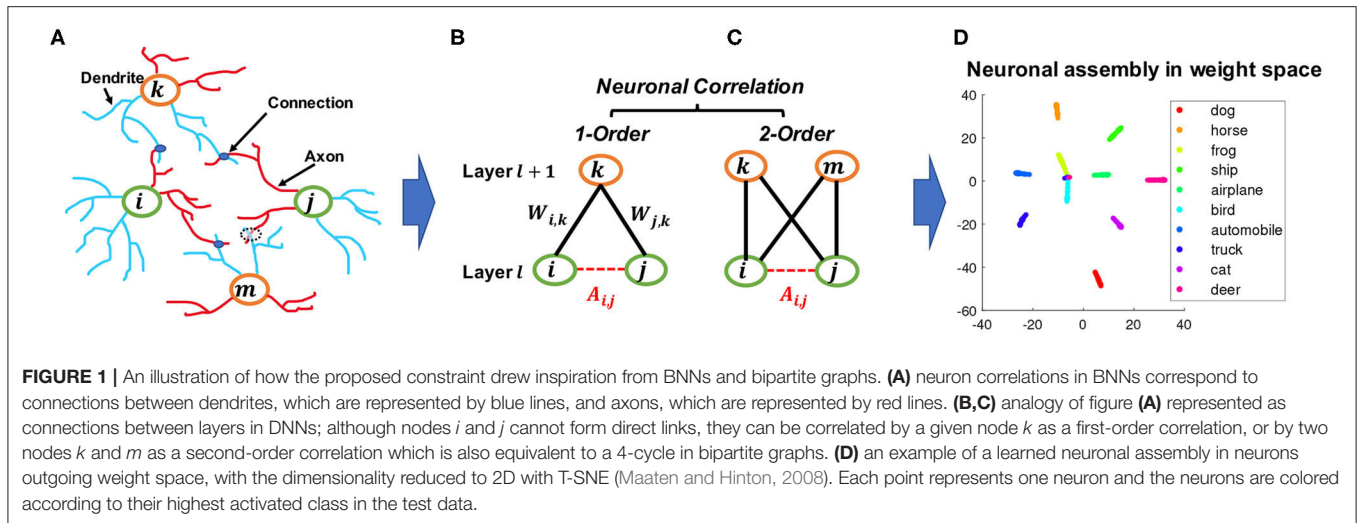 A
Dendrite
k
Connection
Axon
i
j
m
B
C
Neuronal Correlation
1-Order
2-Order
Layer l + 1
k
k
m
W_{i,k}
W_{j,k}
Layer l
i
j
i
j
A_{i,j}
A_{i,j}
D
Neuronal assembly in weight space
40
20
0
-20
-40
-60
-40
-20
0
20
40
dog
horse
frog
ship
airplane
bird
automobile
truck
cat
deer
FIGURE 1 | An illustration of how the proposed constraint drew inspiration from BNNs and bipartite graphs. (A) neuron correlations in BNNs correspond to
connections between dendrites, which are represented by blue lines, and axons, which are represented by red lines. (B,C) analogy of figure (A) represented as
connections between layers in DNNs; although nodes i and j cannot form direct links, they can be correlated by a given node k as a first-order correlation, or by two
nodes k and m as a second-order correlation which is also equivalent to a 4-cycle in bipartite graphs. (D) an example of a learned neuronal assembly in neurons
outgoing weight space, with the dimensionality reduced to 2D with T-SNE (Maaten and Hinton, 2008). Each point represents one neuron and the neurons are colored
according to their highest activated class in the test data.